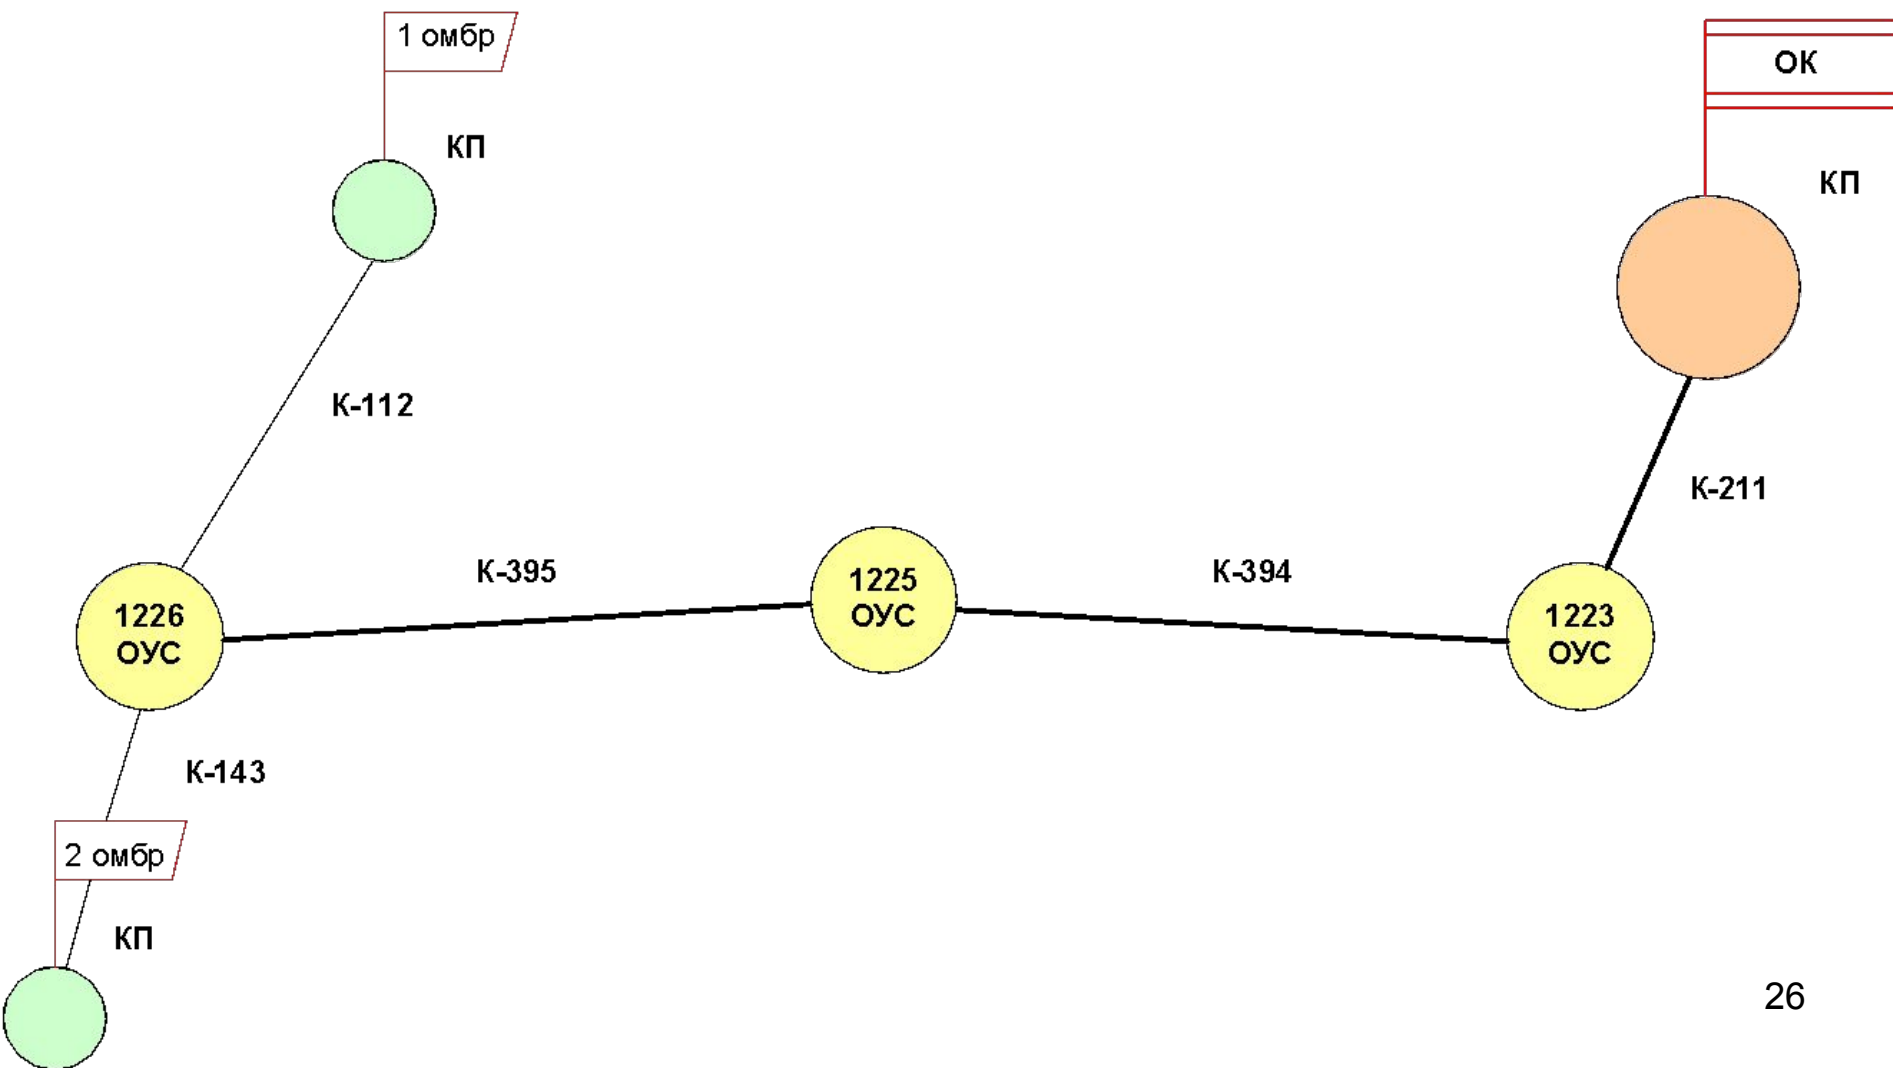 1 омбр
ОК
КП
КП
К-112
К-211
К-395
К-394
1225
ОУС
1226
ОУС
1223
ОУС
К-143
2 омбр
КП
26